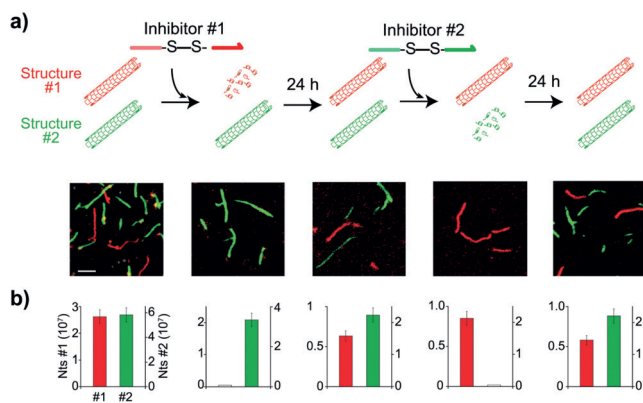 a)
Inhibitor #1
Inhibitor #2
S–S
S–S
Structure #1
24 h
24 h
Structure #2
b)
3 6
2 4
1 2
0 0
Nts #1 (10⁷)
Nts #2 (10⁷)
#1 #2
2 4
1 2
0 0
1 2
0.5 1
0 0
1.0 2
0.5 1
0 0
1 2
0.5 1
0 0